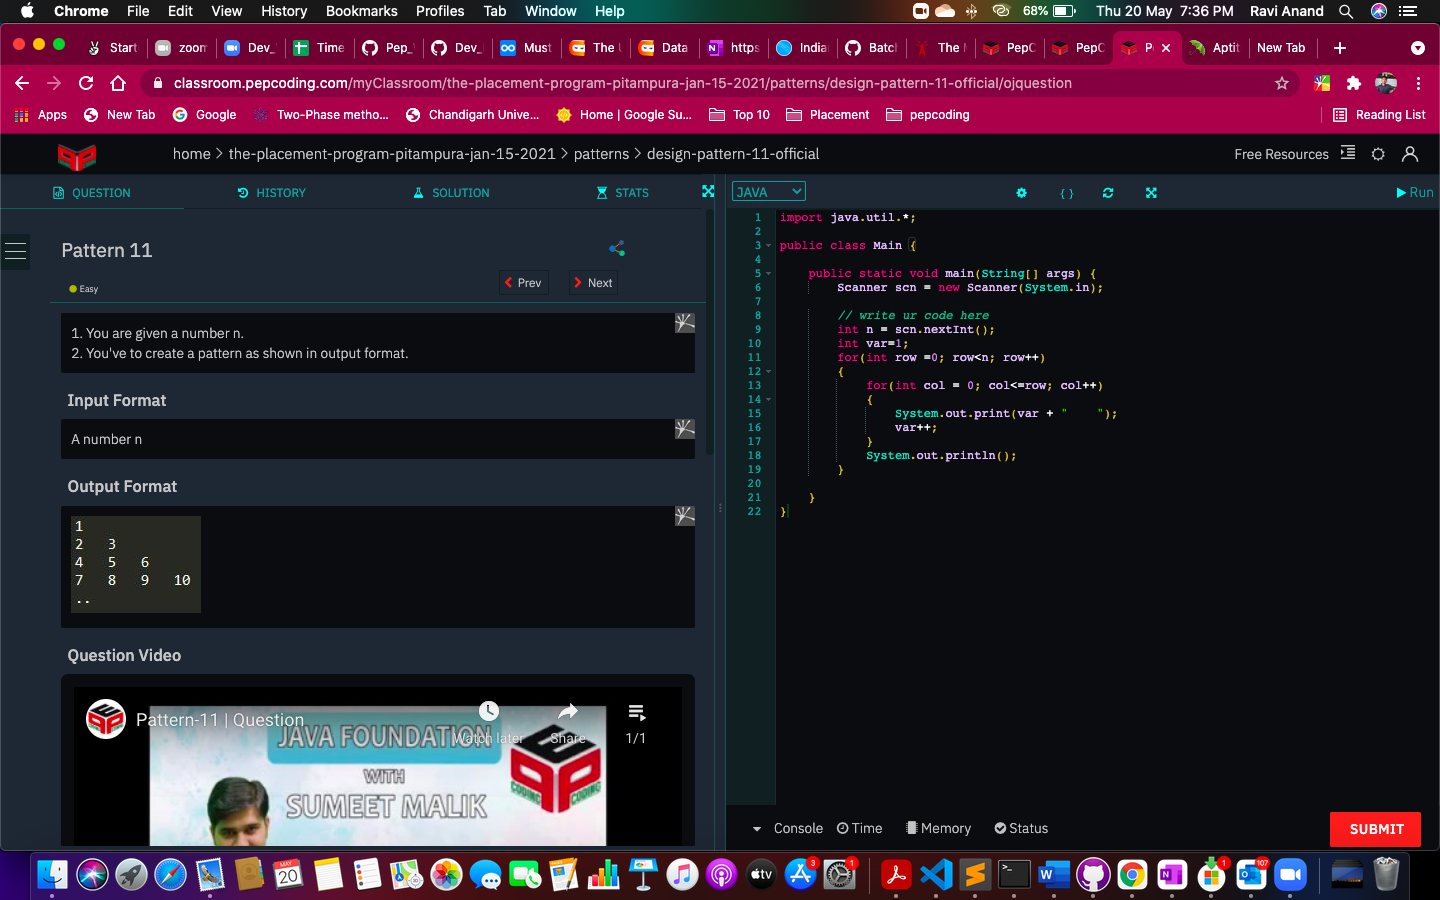 Chrome File Edit View History Bookmarks Profiles Tab Window Help 68% Thu 20 May 7:36 PM Ravi Anand
Start zoom Dev_ Time Pep_ Dev_ Must The Data https India Batch The PepC PepC P Aptit New Tab
classroom.pepcoding.com/myClassroom/the-placement-program-pitampura-jan-15-2021/patterns/design-pattern-11-official/ojquestion
Apps New Tab Google Two-Phase metho... Chandigarh Unive... Home | Google Su... Top 10 Placement pepcoding Reading List
home > the-placement-program-pitampura-jan-15-2021 > patterns > design-pattern-11-official Free Resources
QUESTION HISTORY SOLUTION STATS
Pattern 11
Easy
Prev Next
1. You are given a number n.
2. You've to create a pattern as shown in output format.
Input Format
A number n
Output Format
1
2 3
4 5 6
7 8 9 10
..
Question Video
Pattern-11 | Question
Watch later Share 1/1
JAVA FOUNDATION
WITH
SUMEET MALIK
CODING CODING
JAVA { } Run
1 import java.util.*;
2
3 public class Main {
4
5 public static void main(String[] args) {
6 Scanner scn = new Scanner(System.in);
7
8 // write ur code here
9 int n = scn.nextInt();
10 int var=1;
11 for(int row =0; row<n; row++)
12 {
13 for(int col = 0; col<=row; col++)
14 {
15 System.out.print(var + "    ");
16 var++;
17 }
18 System.out.println();
19 }
20
21 }
22 }
Console Time Memory Status
SUBMIT
MAY
20
tv
3
1
W
N
1
107